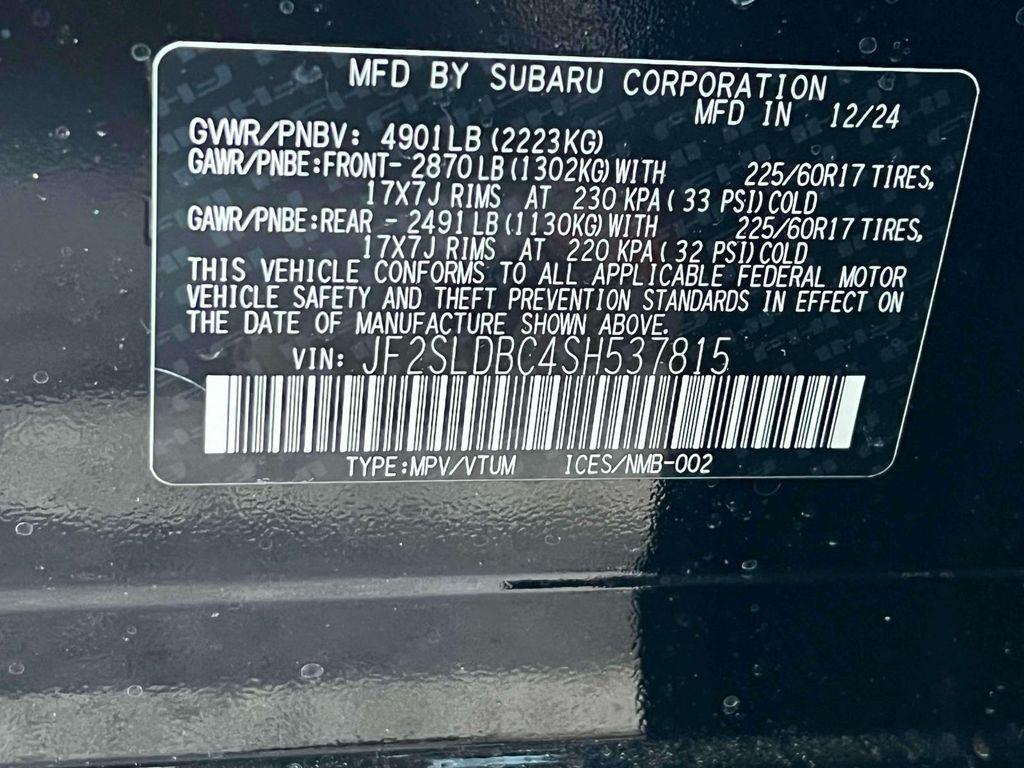 MFD BY SUBARU CORPORATION
MFD IN 12/24
GVWR/PNBV: 4901LB (2223KG)
GAWR/PNBE:FRONT- 2870 LB (1302KG) WITH 225/60R17 TIRES,
17X7J RIMS AT 230 KPA ( 33 PSI) COLD
GAWR/PNBE:REAR - 2491 LB (1130KG) WITH 225/60R17 TIRES,
17X7J RIMS AT 220 KPA ( 32 PSI) COLD
THIS VEHICLE CONFORMS TO ALL APPLICABLE FEDERAL MOTOR
VEHICLE SAFETY AND THEFT PREVENTION STANDARDS IN EFFECT ON
THE DATE OF MANUFACTURE SHOWN ABOVE.
VIN: JF2SLDBC4SH537815
TYPE:MPV/VTUM ICES/NMB-002